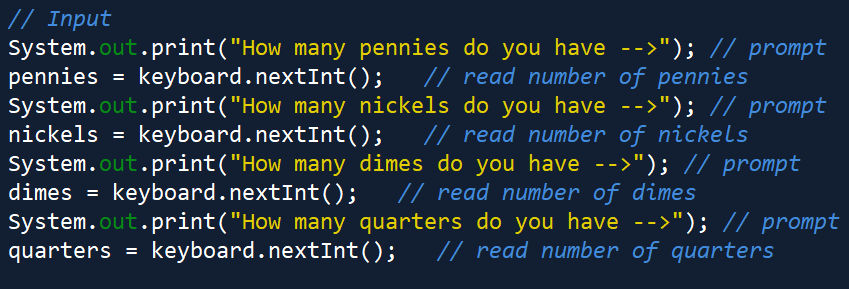 // Input
System.out.print("How many pennies do you have -->"); // prompt
pennies = keyboard.nextInt();   // read number of pennies
System.out.print("How many nickels do you have -->"); // prompt
nickels = keyboard.nextInt();   // read number of nickels
System.out.print("How many dimes do you have -->"); // prompt
dimes = keyboard.nextInt();   // read number of dimes
System.out.print("How many quarters do you have -->"); // prompt
quarters = keyboard.nextInt();   // read number of quarters